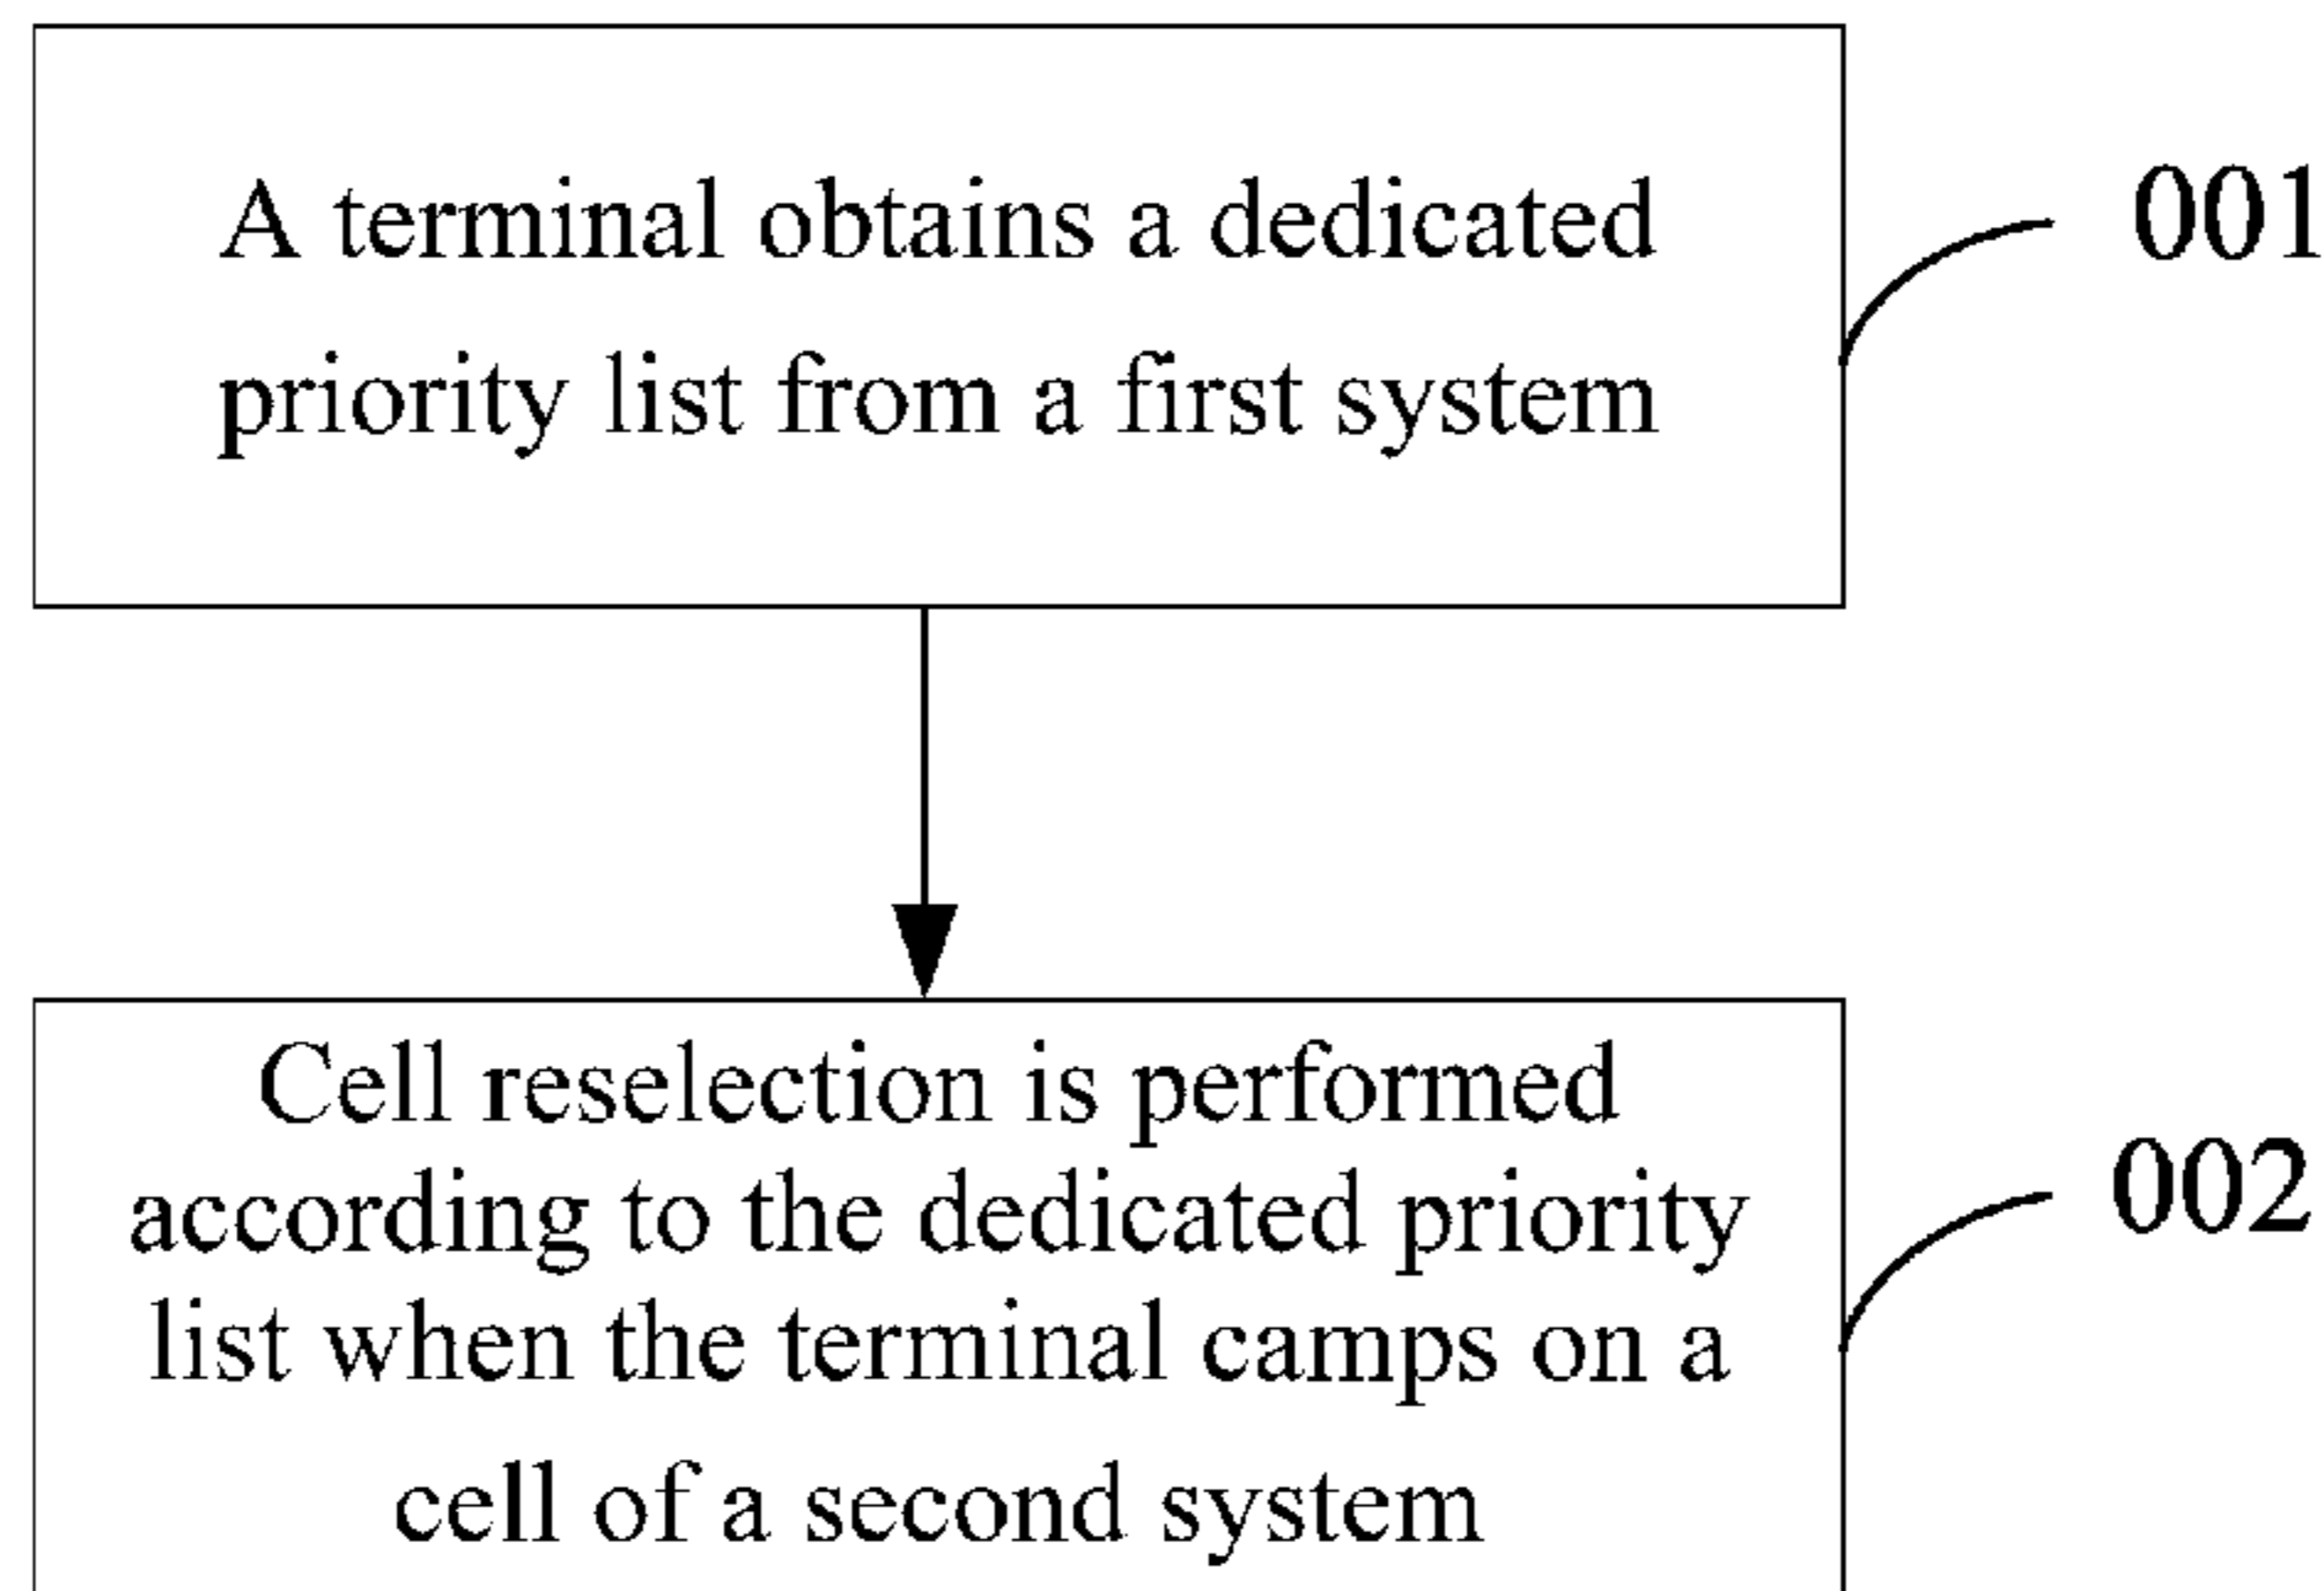 A terminal obtains a dedicated
priority list from a first system
001
Cell reselection is performed
according to the dedicated priority
list when the terminal camps on a
cell of a second system
002